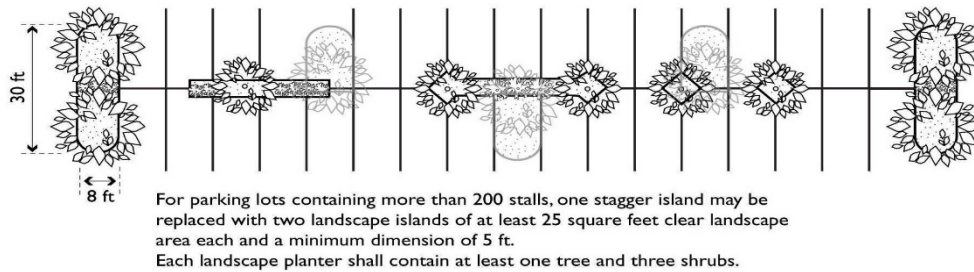 30 ft
8 ft
For parking lots containing more than 200 stalls, one stagger island may be
replaced with two landscape islands of at least 25 square feet clear landscape
area each and a minimum dimension of 5 ft.
Each landscape planter shall contain at least one tree and three shrubs.